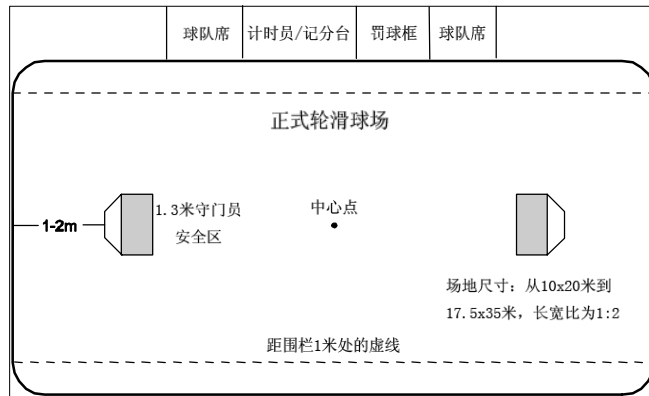 球队席 计时员/记分台 罚球框 球队席
正式轮滑球场
1.3米守门员
安全区
中心点
1-2m
场地尺寸：从10x20米到
17.5x35米，长宽比为1:2
距围栏1米处的虚线